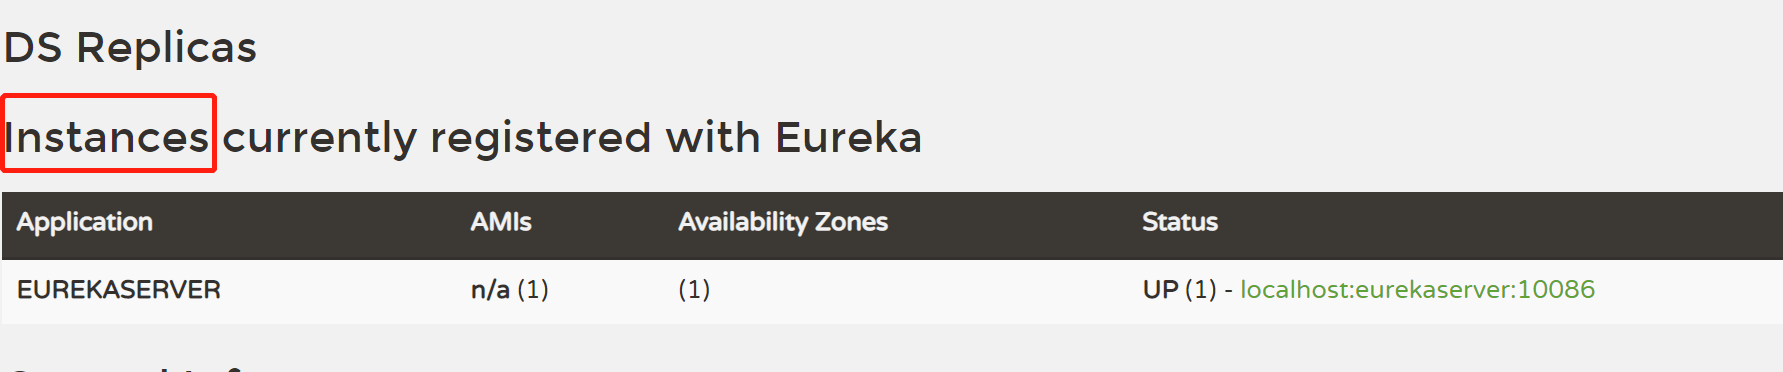 DS Replicas
Instances currently registered with Eureka
Application AMIs Availability Zones Status
EUREKASERVER n/a (1) (1) UP (1) - localhost:eurekaserver:10086